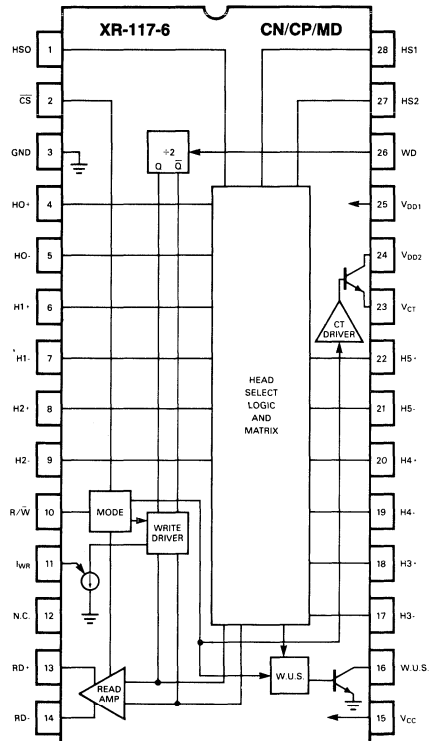 XR-117-6 CN/CP/MD
HSO 1
28 HS1
CS 2
27 HS2
GND 3
÷2
Q Q
26 WD
HO+ 4
25 VDD1
HO- 5
24 VDD2
H1+ 6
23 VCT
CT
DRIVER
H1- 7
22 H5+
HEAD
SELECT
LOGIC
AND
MATRIX
H2+ 8
21 H5-
H2- 9
20 H4+
R/W 10
MODE
WRITE
DRIVER
19 H4-
IWR 11
18 H3+
N.C. 12
17 H3-
RD+ 13
READ
AMP
W.U.S.
16 W.U.S.
RD- 14
15 VCC